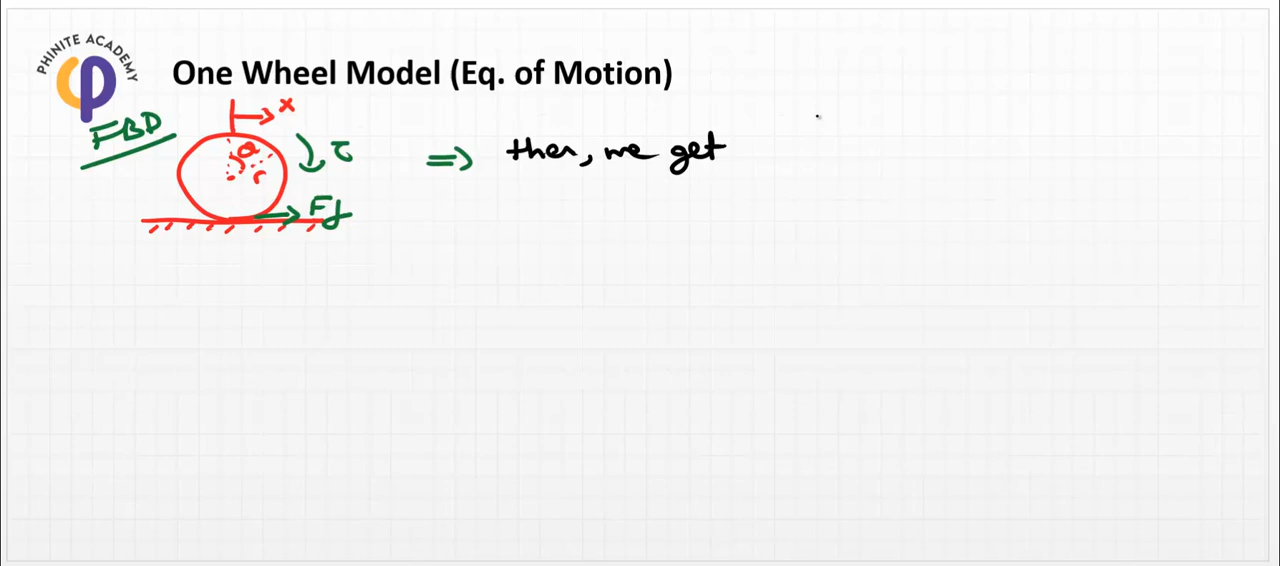 PHINITE ACADEMY
One Wheel Model (Eq. of Motion)
FBD
x
θ
r
τ
Ff
⇒ then, we get